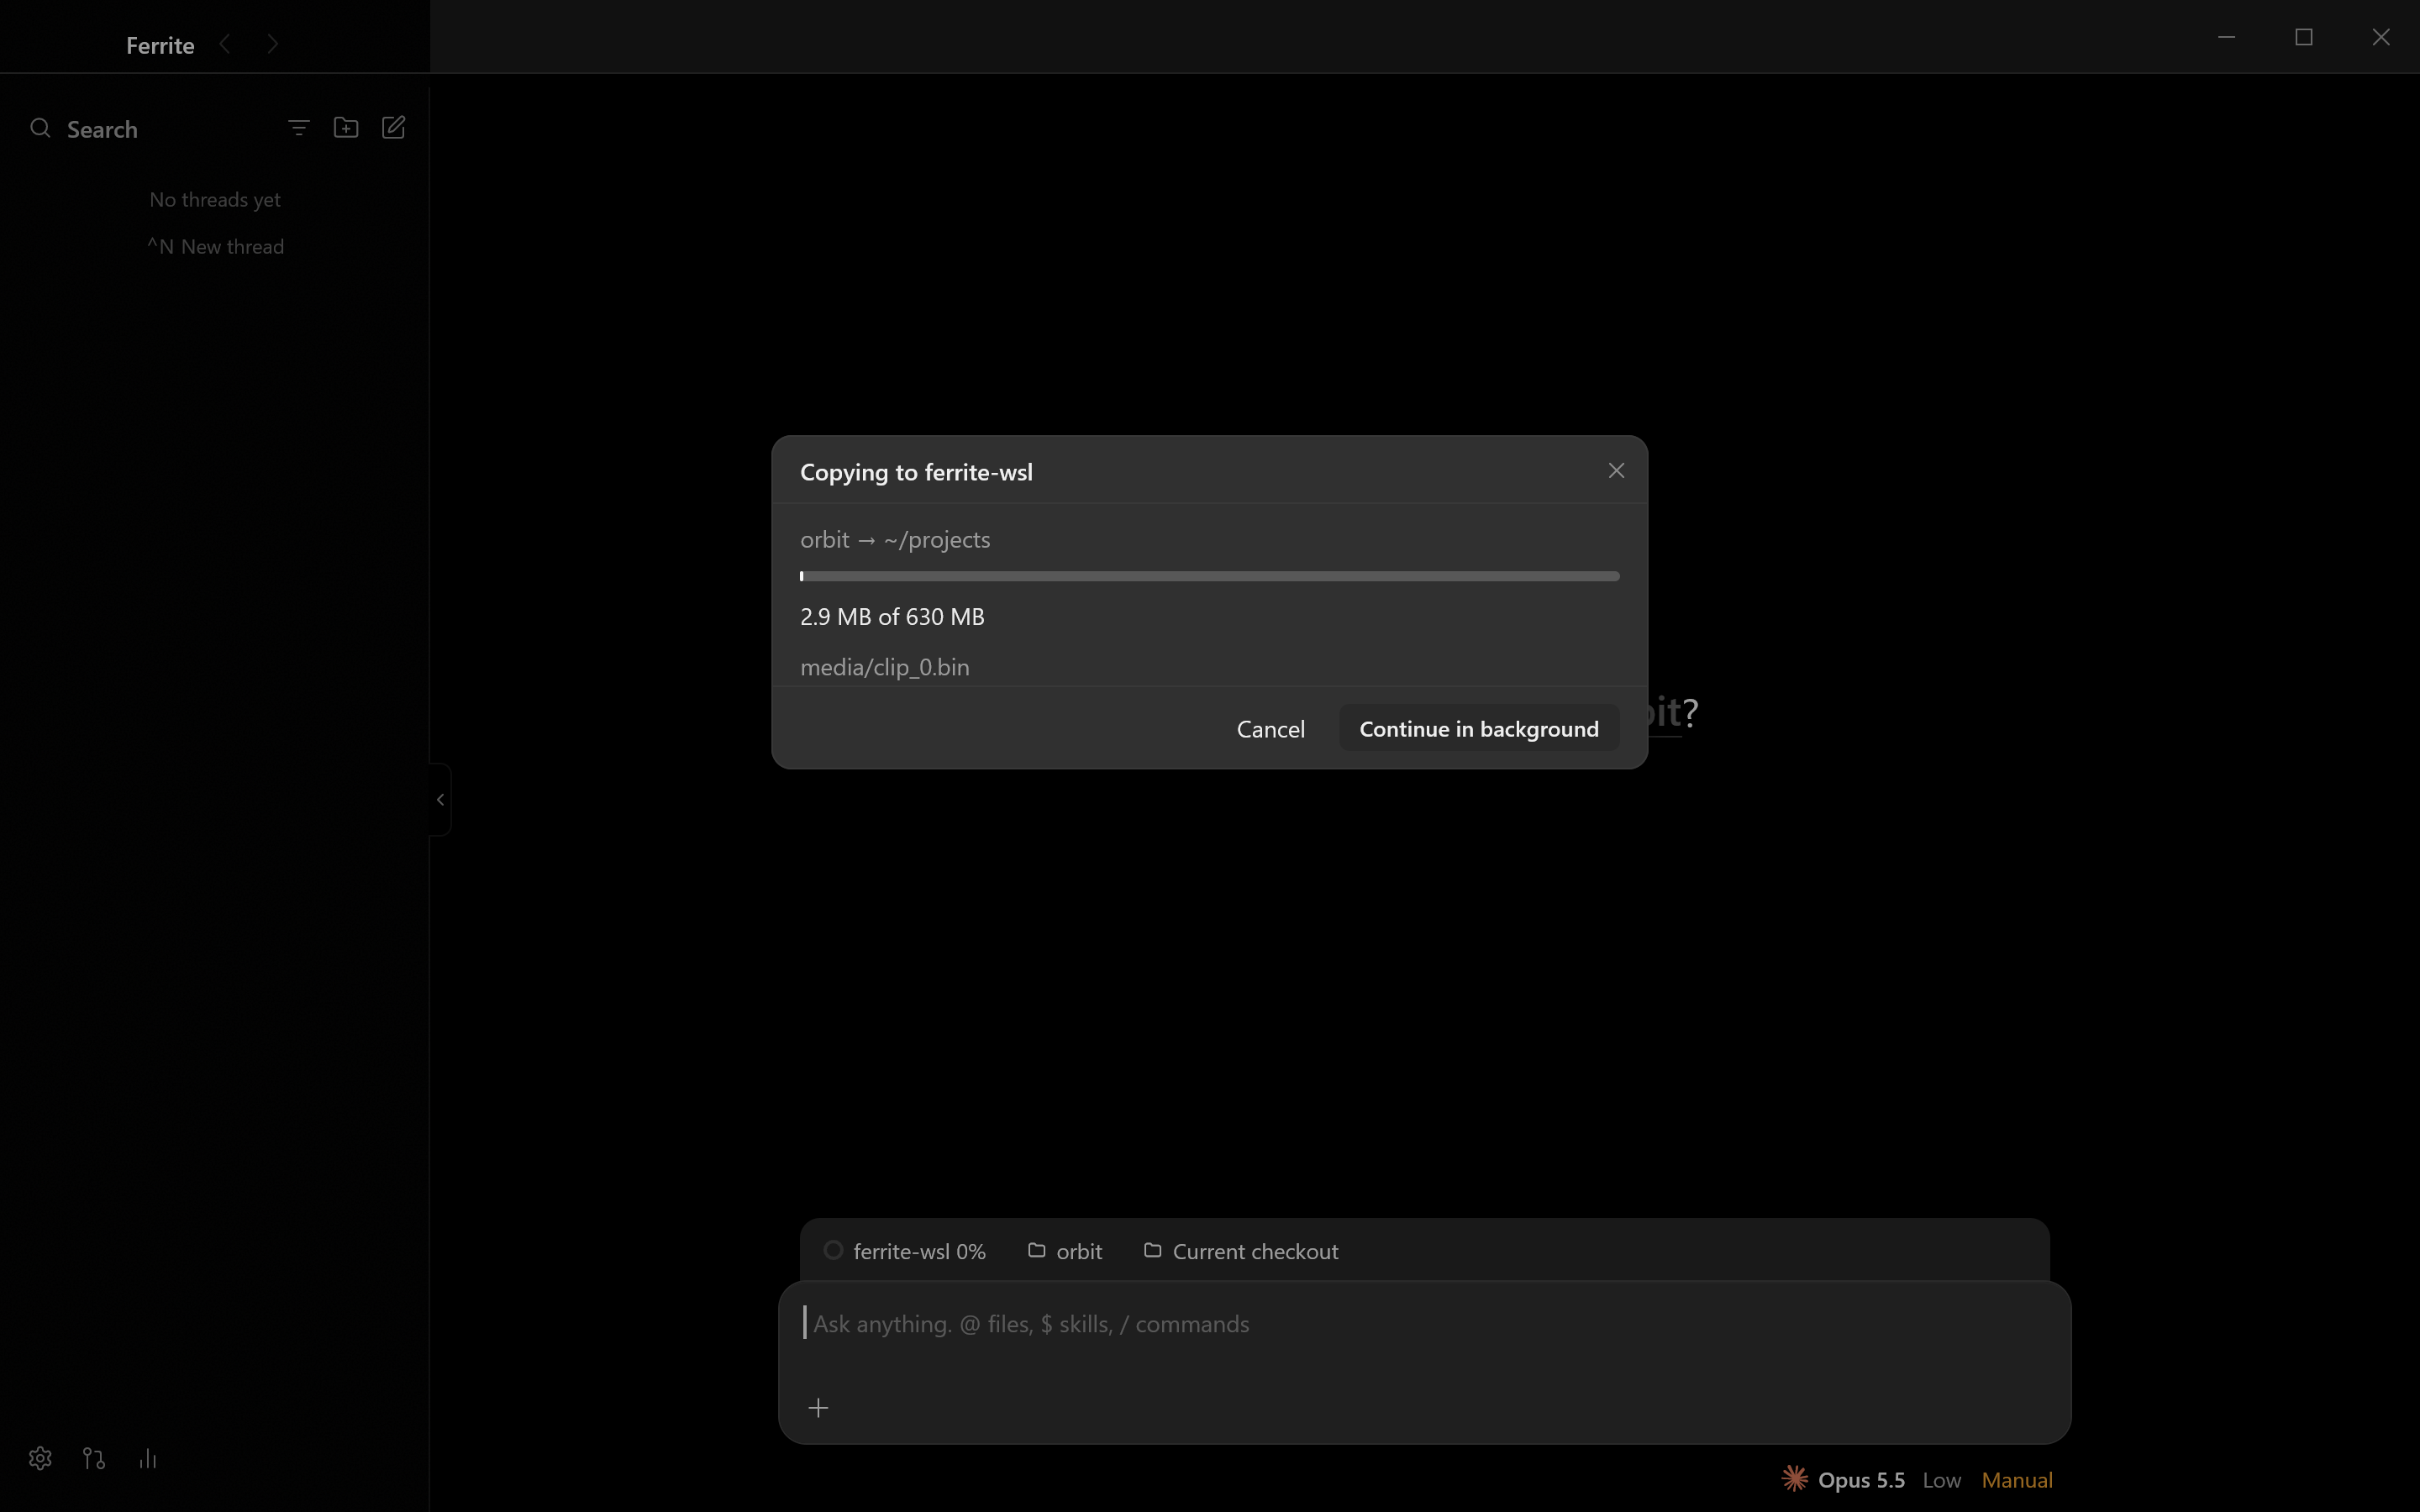 Ferrite
Search
No threads yet
^N New thread
Copying to ferrite-wsl
orbit → ~/projects
2.9 MB of 630 MB
media/clip_0.bin
Cancel
Continue in background
bit?
ferrite-wsl 0%
orbit
Current checkout
Ask anything. @ files, $ skills, / commands
Opus 5.5 Low Manual